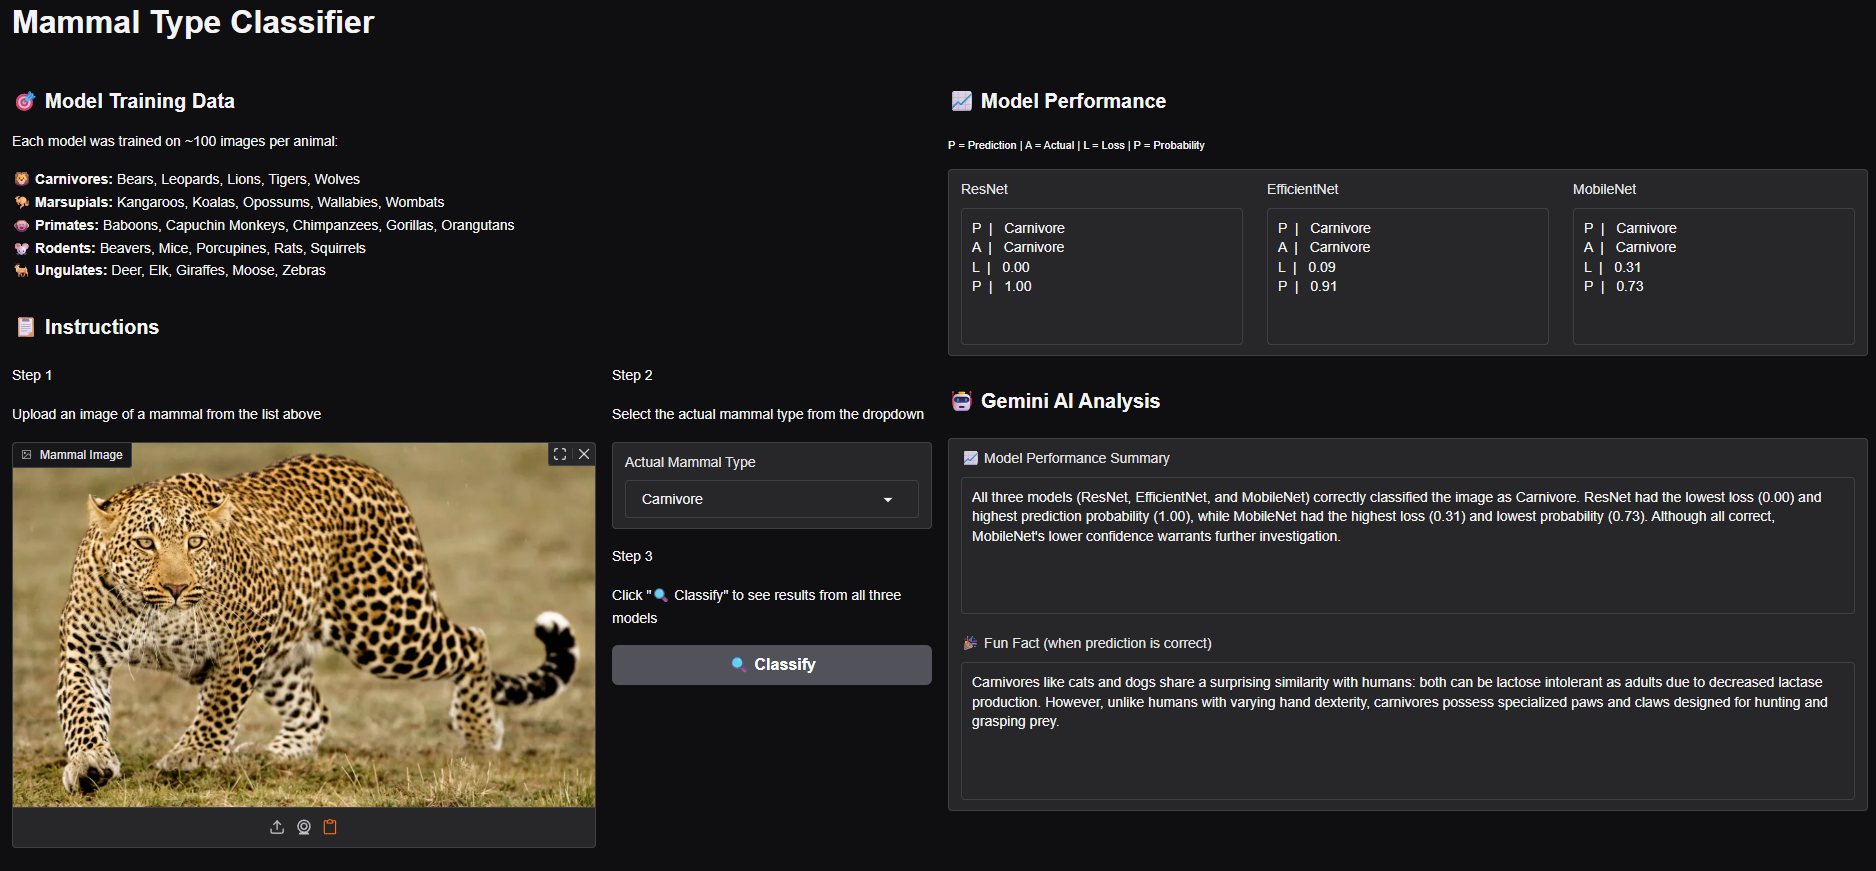 Mammal Type Classifier
🎯 Model Training Data
Each model was trained on ~100 images per animal:
🦁 Carnivores: Bears, Leopards, Lions, Tigers, Wolves
🦘 Marsupials: Kangaroos, Koalas, Opossums, Wallabies, Wombats
🐵 Primates: Baboons, Capuchin Monkeys, Chimpanzees, Gorillas, Orangutans
🐭 Rodents: Beavers, Mice, Porcupines, Rats, Squirrels
🦌 Ungulates: Deer, Elk, Giraffes, Moose, Zebras
📋 Instructions
Step 1
Upload an image of a mammal from the list above
Mammal Image
Step 2
Select the actual mammal type from the dropdown
Actual Mammal Type
Carnivore
Step 3
Click "🔍 Classify" to see results from all three
models
🔍 Classify
📈 Model Performance
P = Prediction | A = Actual | L = Loss | P = Probability
ResNet
P | Carnivore
A | Carnivore
L | 0.00
P | 1.00
EfficientNet
P | Carnivore
A | Carnivore
L | 0.09
P | 0.91
MobileNet
P | Carnivore
A | Carnivore
L | 0.31
P | 0.73
🤖 Gemini AI Analysis
📈 Model Performance Summary
All three models (ResNet, EfficientNet, and MobileNet) correctly classified the image as Carnivore. ResNet had the lowest loss (0.00) and
highest prediction probability (1.00), while MobileNet had the highest loss (0.31) and lowest probability (0.73). Although all correct,
MobileNet's lower confidence warrants further investigation.
🎉 Fun Fact (when prediction is correct)
Carnivores like cats and dogs share a surprising similarity with humans: both can be lactose intolerant as adults due to decreased lactase
production. However, unlike humans with varying hand dexterity, carnivores possess specialized paws and claws designed for hunting and
grasping prey.